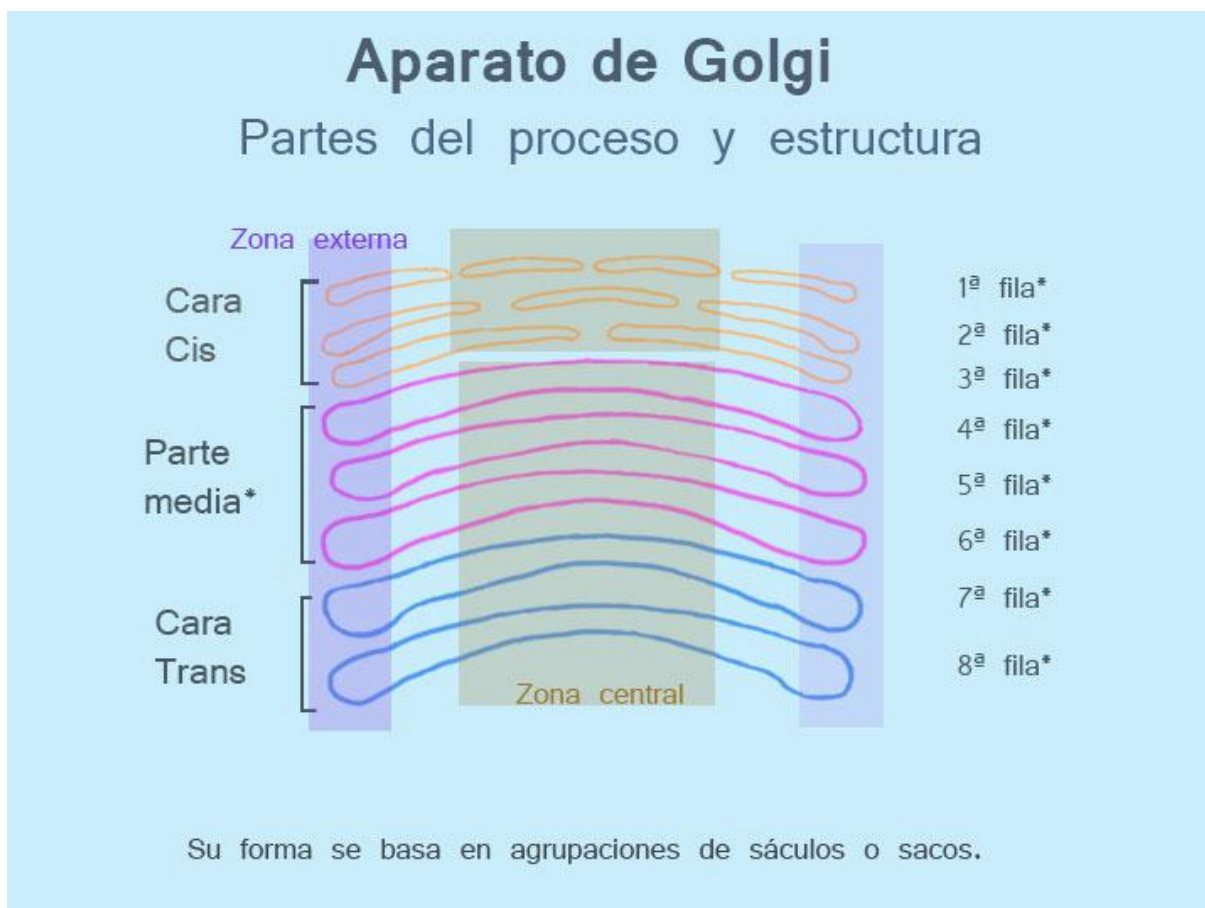 Aparato de Golgi
Partes del proceso y estructura
Zona externa
Cara
Cis
Parte
media*
Cara
Trans
1ª fila*
2ª fila*
3ª fila*
4ª fila*
5ª fila*
6ª fila*
7ª fila*
8ª fila*
Zona central
Su forma se basa en agrupaciones de sáculos o sacos.